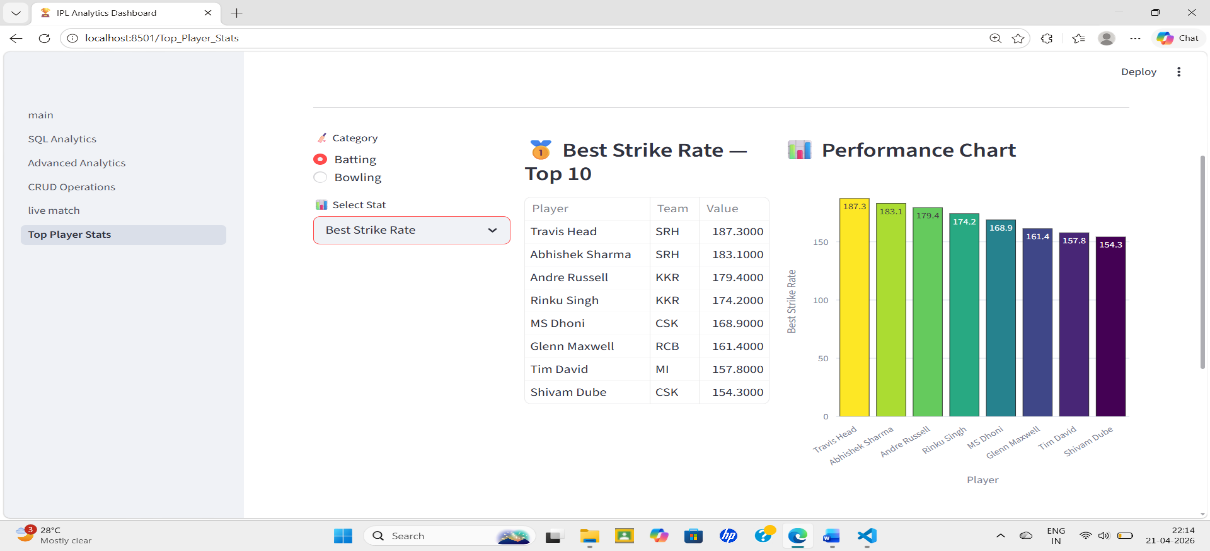 IPL Analytics Dashboard
localhost:8501/Top_Player_Stats
Chat
Deploy
main
SQL Analytics
Advanced Analytics
CRUD Operations
live match
Top Player Stats
Category
Batting
Bowling
Select Stat
Best Strike Rate
1 Best Strike Rate —
Top 10
Player Team Value
Travis Head SRH 187.3000
Abhishek Sharma SRH 183.1000
Andre Russell KKR 179.4000
Rinku Singh KKR 174.2000
MS Dhoni CSK 168.9000
Glenn Maxwell RCB 161.4000
Tim David MI 157.8000
Shivam Dube CSK 154.3000
Performance Chart
187.3 183.1 179.4 174.2 168.9 161.4 157.8 154.3
150
100
50
0
Best Strike Rate
Travis Head Abhishek Sharma Andre Russell Rinku Singh MS Dhoni Glenn Maxwell Tim David Shivam Dube
Player
3
28°C
Mostly clear
Search
hp
ENG
IN
22:14
21-04-2026